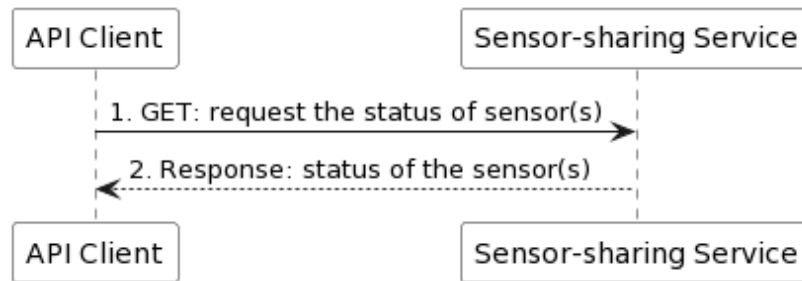 API Client
Sensor-sharing Service
1. GET: request the status of sensor(s)
2. Response: status of the sensor(s)
API Client
Sensor-sharing Service